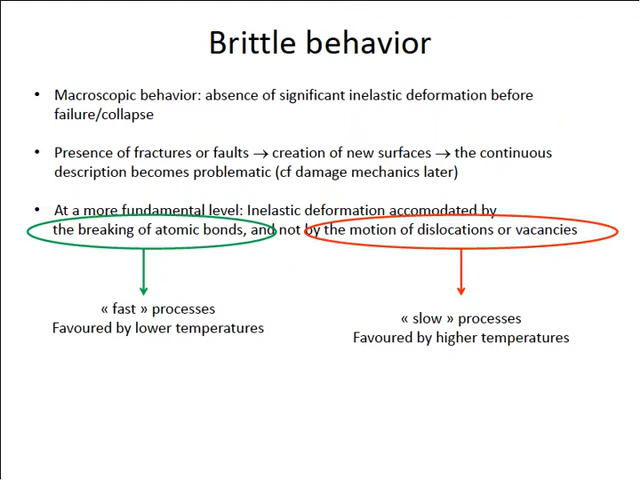 Brittle behavior
• Macroscopic behavior: absence of significant inelastic deformation before
failure/collapse
• Presence of fractures or faults → creation of new surfaces → the continuous
description becomes problematic (cf damage mechanics later)
• At a more fundamental level: Inelastic deformation accomodated by
the breaking of atomic bonds, and not by the motion of dislocations or vacancies
« fast » processes
Favoured by lower temperatures
« slow » processes
Favoured by higher temperatures